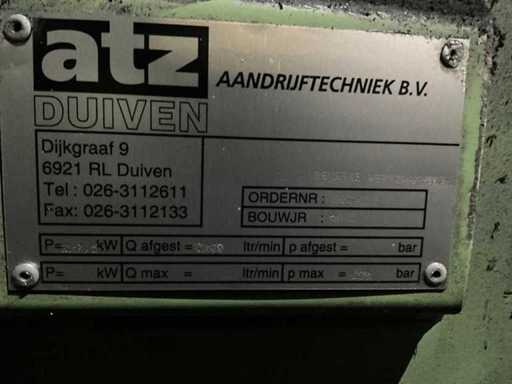 atz
AANDRIJFTECHNIEK B.V.
DUIVEN
Dijkgraaf 9
6921 RL Duiven
Tel : 026-3112611
Fax: 026-3112133
ORDERNR :
BOUWJR :
P= kW Q afgest = ltr/min p afgest = bar
P= kW Q max = ltr/min p max = bar